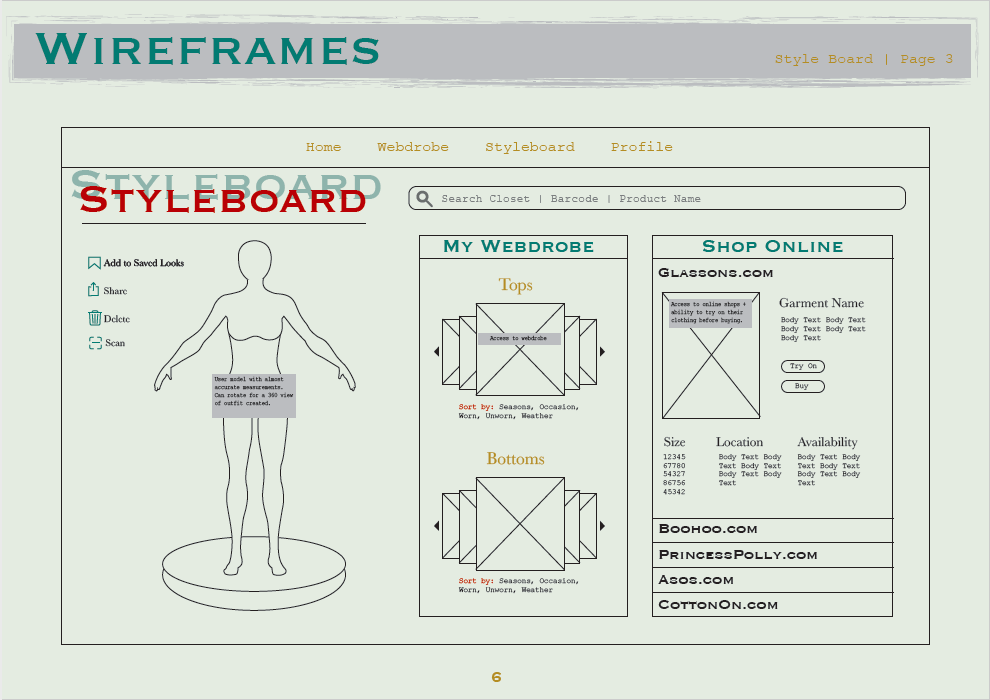 Wireframes
Style Board | Page 3
Home Webdrobe Styleboard Profile
Styleboard
Styleboard
Search Closet | Barcode | Product Name
Add to Saved Looks
Share
Delete
Scan
User model with almost
accurate measurements.
Can rotate for a 360 view
of outfit created.
My Webdrobe
Tops
Access to webdrobe
Sort by: Seasons, Occasion,
Worn, Unworn, Weather
Bottoms
Sort by: Seasons, Occasion,
Worn, Unworn, Weather
Shop Online
Glassons.com
Access to online shops +
ability to try on their
clothing before buying.
Garment Name
Body Text Body Text
Body Text Body Text
Body Text
Try On
Buy
Size
12345
67780
54327
86756
45342
Location
Body Text Body
Text Body Text
Body Text Body
Text
Availability
Body Text Body
Text Body Text
Body Text Body
Text
Boohoo.com
PrincessPolly.com
Asos.com
CottonOn.com
6